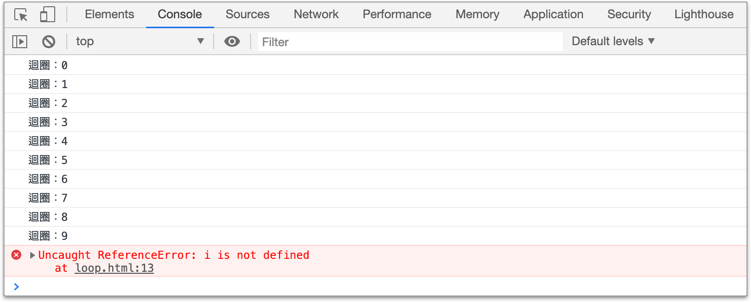 Elements Console Sources Network Performance Memory Application Security Lighthouse
top ▼ Filter Default levels ▼
迴圈：0
迴圈：1
迴圈：2
迴圈：3
迴圈：4
迴圈：5
迴圈：6
迴圈：7
迴圈：8
迴圈：9
▶Uncaught ReferenceError: i is not defined
at loop.html:13
>